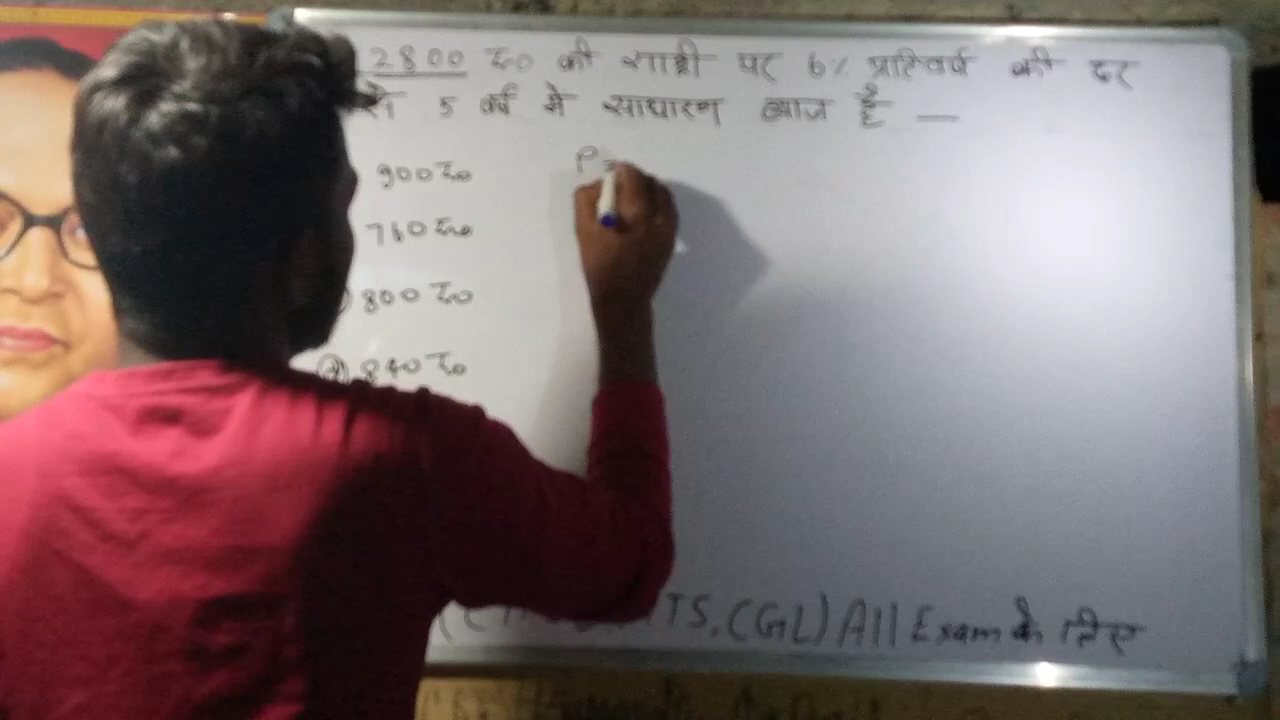 2800 रु० की राशी पर 6% प्रतिवर्ष की दर
से 5 वर्ष मे साधारण ब्याज है —
900 रु०
P =
760 रु०
800 रु०
840 रु०
TS, CGL) All Exam के लिए